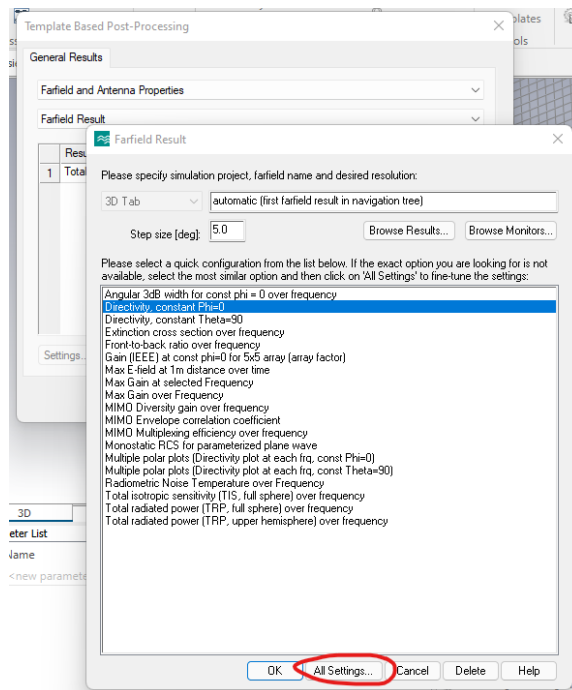 plates
Template Based Post-Processing
ols
General Results
Farfield and Antenna Properties
Farfield Result
Farfield Result
1 Total
Please specify simulation project, farfield name and desired resolution:
3D Tab automatic (first farfield result in navigation tree)
Step size [deg]: 5.0 Browse Results... Browse Monitors...
Please select a quick configuration from the list below. If the exact option you are looking for is not
available, select the most similar option and then click on 'All Settings' to fine-tune the settings:
Angular 3dB width for const phi = 0 over frequency
Directivity, constant Phi=0
Directivity, constant Theta=90
Extinction cross section over frequency
Front-to-back ratio over frequency
Gain (IEEE) at const phi=0 for 5x5 array (array factor)
Max E-field at 1m distance over time
Max Gain at selected Frequency
Max Gain over Frequency
MIMO Diversity gain over frequency
MIMO Envelope correlation coefficient
MIMO Multiplexing efficiency over frequency
Monostatic RCS for parameterized plane wave
Multiple polar plots (Directivity plot at each frq, const Phi=0)
Multiple polar plots (Directivity plot at each frq, const Theta=90)
Radiometric Noise Temperature over Frequency
Total isotropic sensitivity (TIS, full sphere) over frequency
Total radiated power (TRP, full sphere) over frequency
Total radiated power (TRP, upper hemisphere) over frequency
Settings..
3D
eter List
Name
<new paramete
OK All Settings... Cancel Delete Help